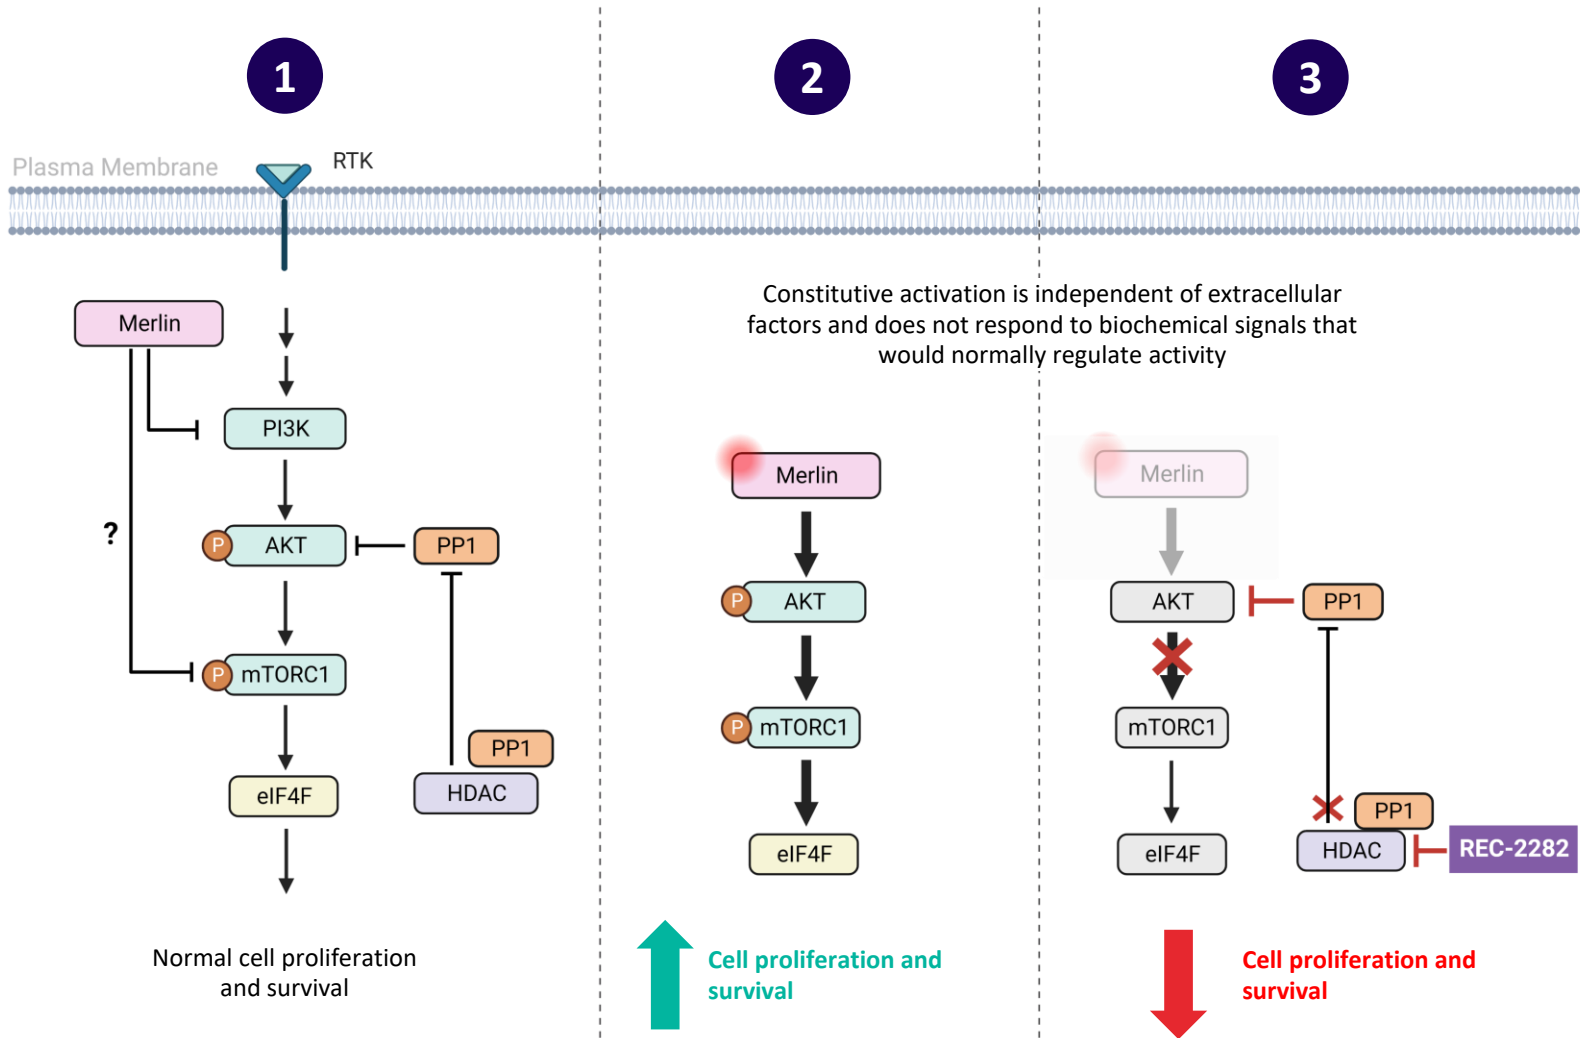 1
2
3
Plasma Membrane
RTK
Merlin
PI3K
?
P
AKT
PP1
P
mTORC1
PP1
HDAC
eIF4F
Normal cell proliferation
and survival
Constitutive activation is independent of extracellular
factors and does not respond to biochemical signals that
would normally regulate activity
Merlin
P
AKT
P
mTORC1
eIF4F
Cell proliferation and
survival
Merlin
AKT
PP1
mTORC1
PP1
eIF4F
HDAC
REC-2282
Cell proliferation and
survival